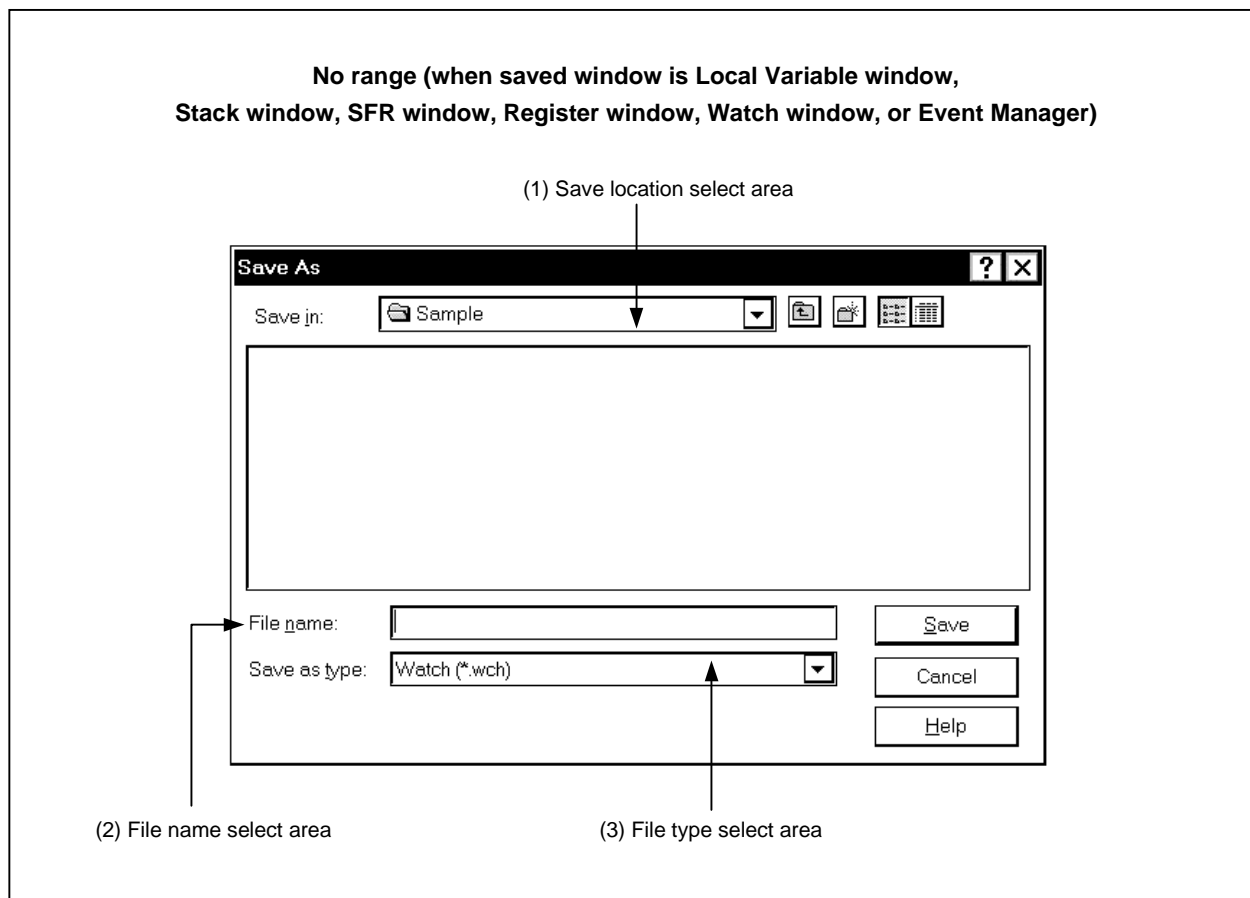 No range (when saved window is Local Variable window,
Stack window, SFR window, Register window, Watch window, or Event Manager)
(1) Save location select area
Save As
Save in:
Sample
File name:
Save
Save as type:
Watch (*.wch)
Cancel
Help
(2) File name select area
(3) File type select area